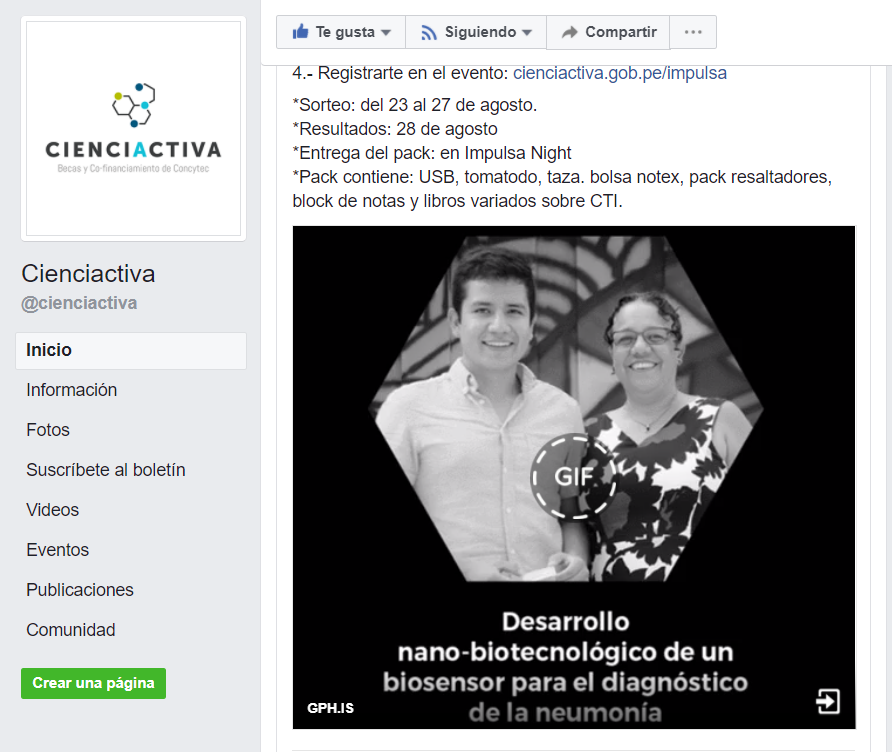 Te gusta
Siguiendo
Compartir
CIENCIACTIVA
Becas y Co-financiamiento de Concytec
Cienciactiva
@cienciactiva
Inicio
Información
Fotos
Suscríbete al boletín
Videos
Eventos
Publicaciones
Comunidad
Crear una página
4.- Registrarte en el evento: cienciactiva.gob.pe/impulsa
*Sorteo: del 23 al 27 de agosto.
*Resultados: 28 de agosto
*Entrega del pack: en Impulsa Night
*Pack contiene: USB, tomatodo, taza. bolsa notex, pack resaltadores,
block de notas y libros variados sobre CTI.
GIF
Desarrollo
nano-biotecnológico de un
biosensor para el diagnóstico
de la neumonía
GPH.IS